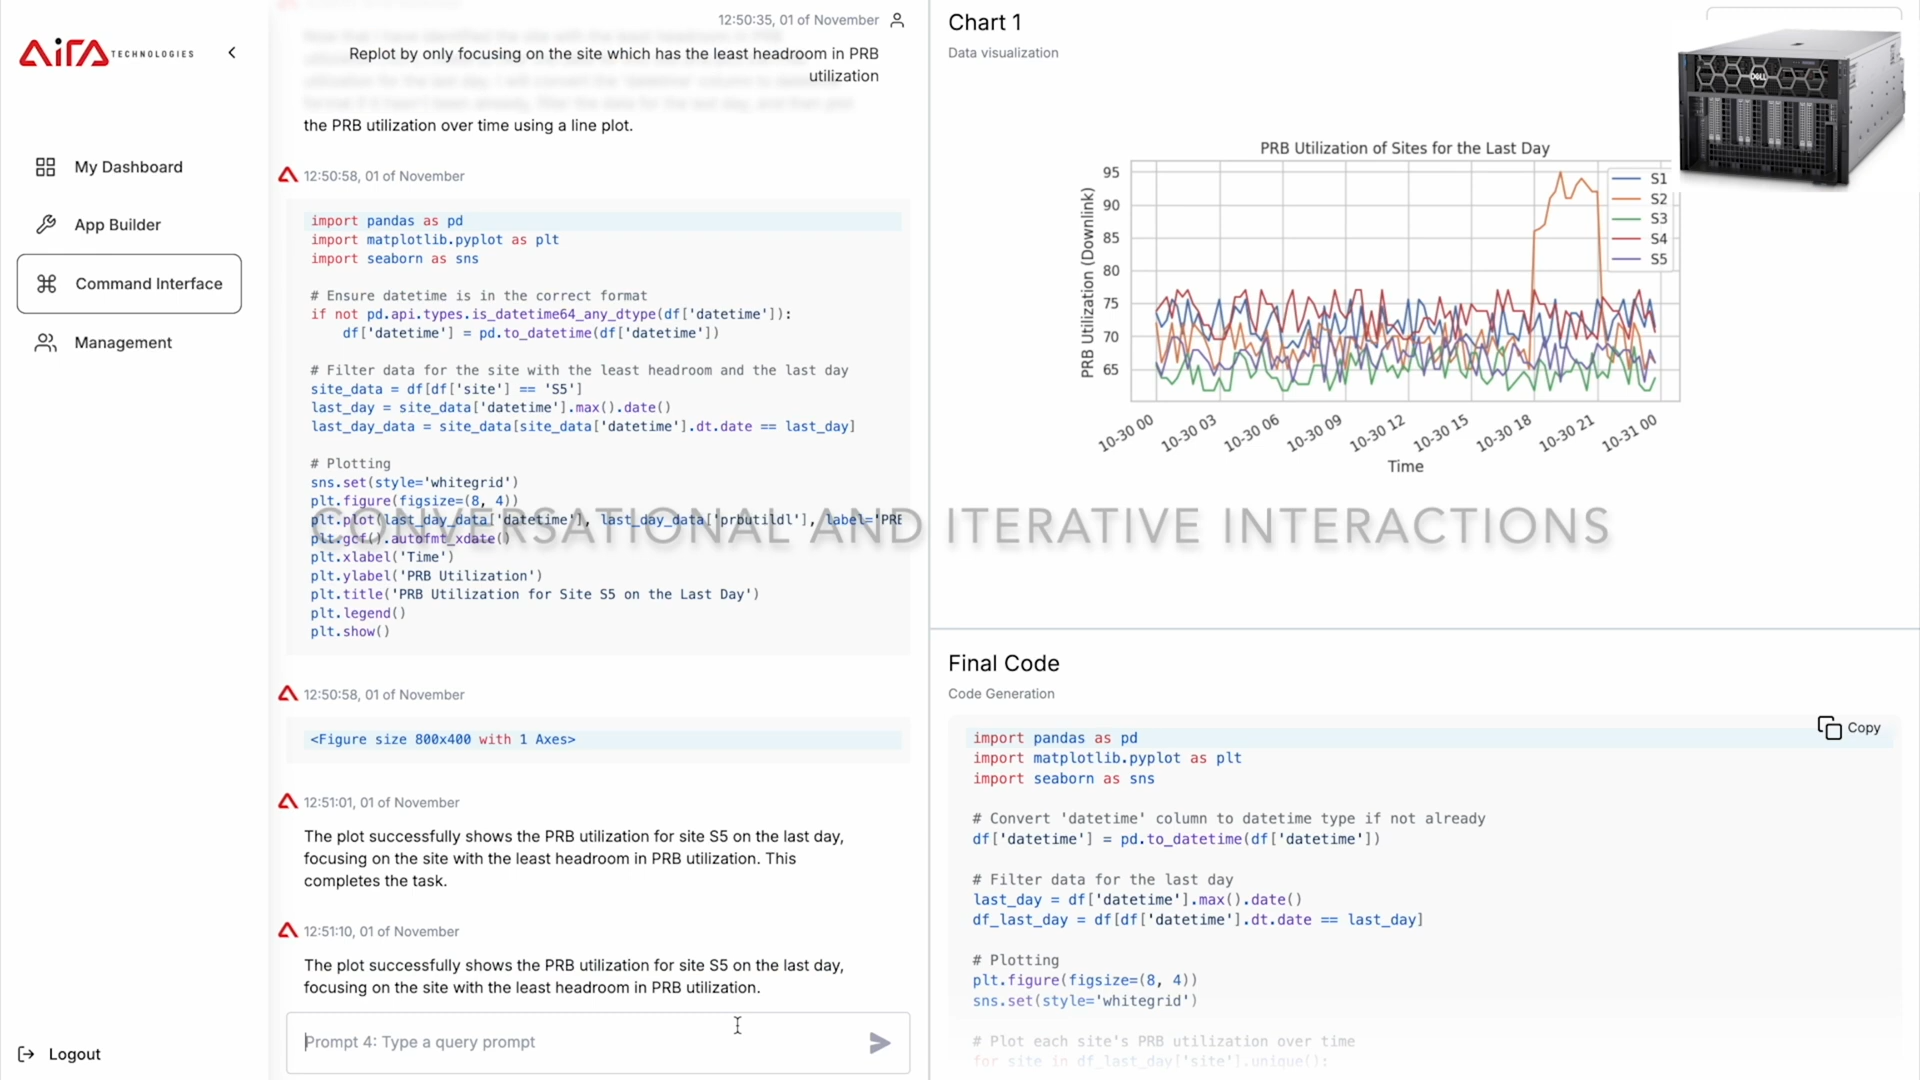 AirA TECHNOLOGIES
My Dashboard
App Builder
Command Interface
Management
Logout
12:50:35, 01 of November
Replot by only focusing on the site which has the least headroom in PRB
utilization
the PRB utilization over time using a line plot.
12:50:58, 01 of November
import pandas as pd
import matplotlib.pyplot as plt
import seaborn as sns
# Ensure datetime is in the correct format
if not pd.api.types.is_datetime64_any_dtype(df['datetime']):
df['datetime'] = pd.to_datetime(df['datetime'])
# Filter data for the site with the least headroom and the last day
site_data = df[df['site'] == 'S5']
last_day = site_data['datetime'].max().date()
last_day_data = site_data[site_data['datetime'].dt.date == last_day]
# Plotting
sns.set(style='whitegrid')
plt.figure(figsize=(8, 4))
plt.plot(last_day_data['datetime'], last_day_data['prbutildl'], label='PRB
plt.gcf().autofmt_xdate()
plt.xlabel('Time')
plt.ylabel('PRB Utilization')
plt.title('PRB Utilization for Site S5 on the Last Day')
plt.legend()
plt.show()
CONVERSATIONAL AND ITERATIVE INTERACTIONS
12:50:58, 01 of November
<Figure size 800x400 with 1 Axes>
12:51:01, 01 of November
The plot successfully shows the PRB utilization for site S5 on the last day,
focusing on the site with the least headroom in PRB utilization. This
completes the task.
12:51:10, 01 of November
The plot successfully shows the PRB utilization for site S5 on the last day,
focusing on the site with the least headroom in PRB utilization.
Prompt 4: Type a query prompt
Chart 1
Data visualization
DELL
PRB Utilization of Sites for the Last Day
PRB Utilization (Downlink)
95
90
85
80
75
70
65
S1
S2
S3
S4
S5
10-30 00
10-30 03
10-30 06
10-30 09
10-30 12
10-30 15
10-30 18
10-30 21
10-31 00
Time
Final Code
Code Generation
Copy
import pandas as pd
import matplotlib.pyplot as plt
import seaborn as sns
# Convert 'datetime' column to datetime type if not already
df['datetime'] = pd.to_datetime(df['datetime'])
# Filter data for the last day
last_day = df['datetime'].max().date()
df_last_day = df[df['datetime'].dt.date == last_day]
# Plotting
plt.figure(figsize=(8, 4))
sns.set(style='whitegrid')
# Plot each site's PRB utilization over time
for site in df_last_day['site'].unique():